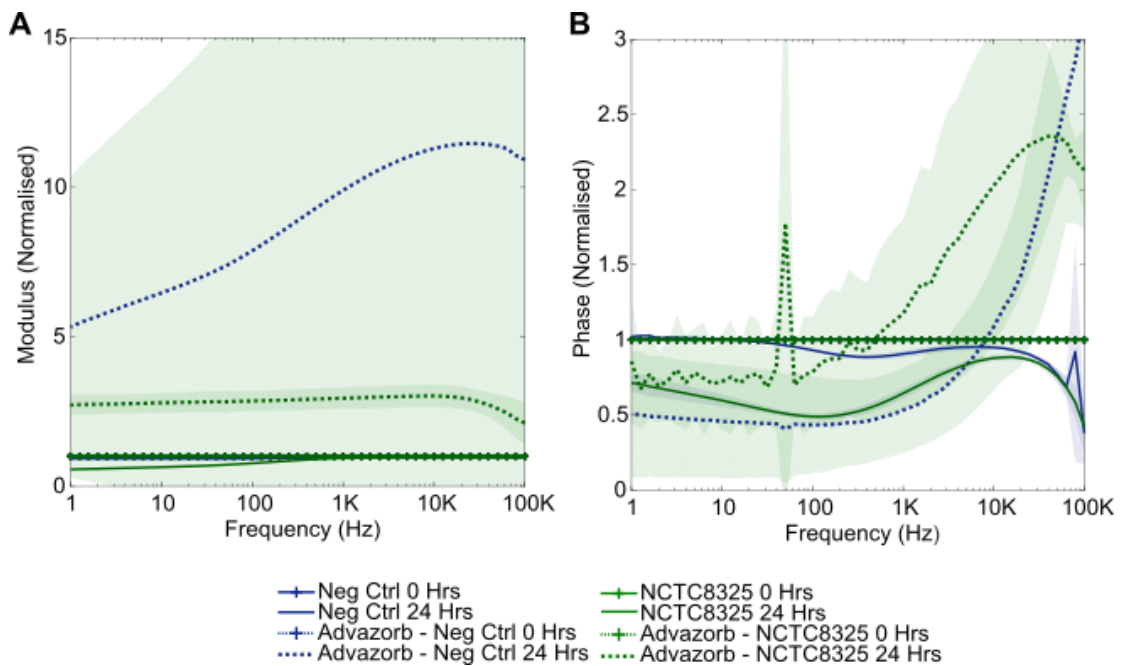 A
15
10
5
0
Modulus (Normalised)
1
10
100
1K
10K
100K
Frequency (Hz)
B
3
2.5
2
1.5
1
0.5
0
Phase (Normalised)
1
10
100
1K
10K
100K
Frequency (Hz)
Neg Ctrl 0 Hrs
Neg Ctrl 24 Hrs
Advazorb - Neg Ctrl 0 Hrs
Advazorb - Neg Ctrl 24 Hrs
NCTC8325 0 Hrs
NCTC8325 24 Hrs
Advazorb - NCTC8325 0 Hrs
Advazorb - NCTC8325 24 Hrs